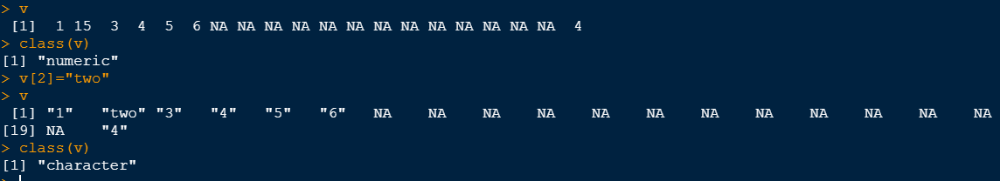 > v
 [1]  1 15  3  4  5  6 NA NA NA NA NA NA NA NA NA NA NA NA NA  4
> class(v)
[1] "numeric"
> v[2]="two"
> v
 [1] "1"   "two" "3"   "4"   "5"   "6"   NA    NA    NA    NA    NA    NA    NA    NA    NA    NA    NA    NA
[19] NA    "4"
> class(v)
[1] "character"
>